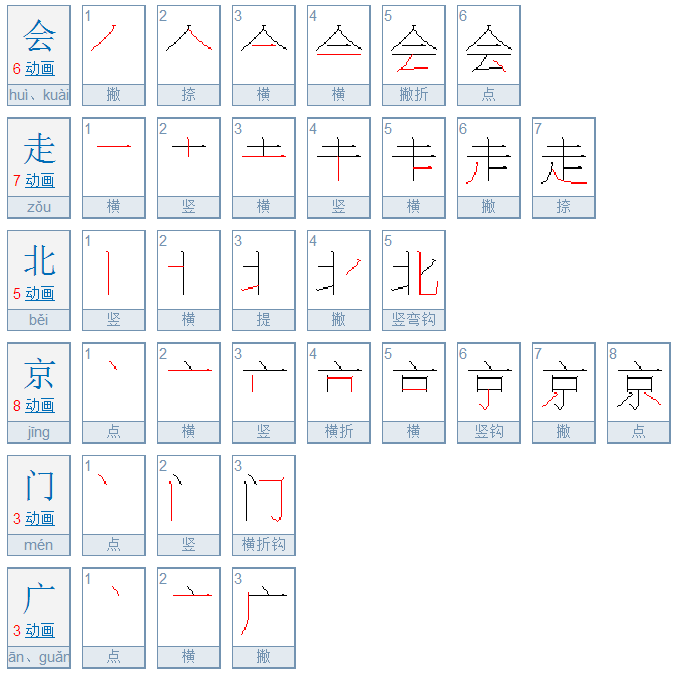 会 1 2 3 4 5 6
6 动画
huì、kuài 撇 捺 横 横 撇折 点
走 1 2 3 4 5 6 7
7 动画
zǒu 横 竖 横 竖 横 撇 捺
北 1 2 3 4 5
5 动画
běi 竖 横 提 撇 竖弯钩
京 1 2 3 4 5 6 7 8
8 动画
jīng 点 横 竖 横折 横 竖钩 撇 点
门 1 2 3
3 动画
mén 点 竖 横折钩
广 1 2 3
3 动画
ān、guǎn 点 横 撇